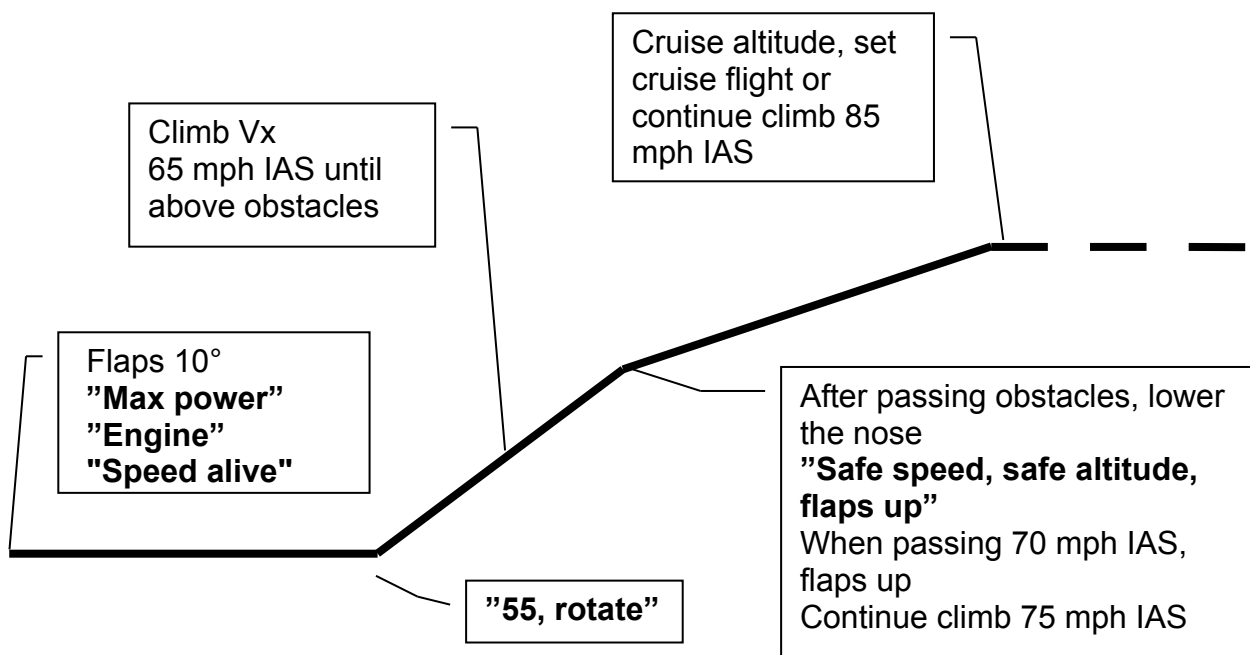 Cruise altitude, set
cruise flight or
continue climb 85
mph IAS
Climb Vx
65 mph IAS until
above obstacles
Flaps 10°
”Max power”
”Engine”
"Speed alive"
After passing obstacles, lower
the nose
”Safe speed, safe altitude,
flaps up”
When passing 70 mph IAS,
flaps up
Continue climb 75 mph IAS
”55, rotate”